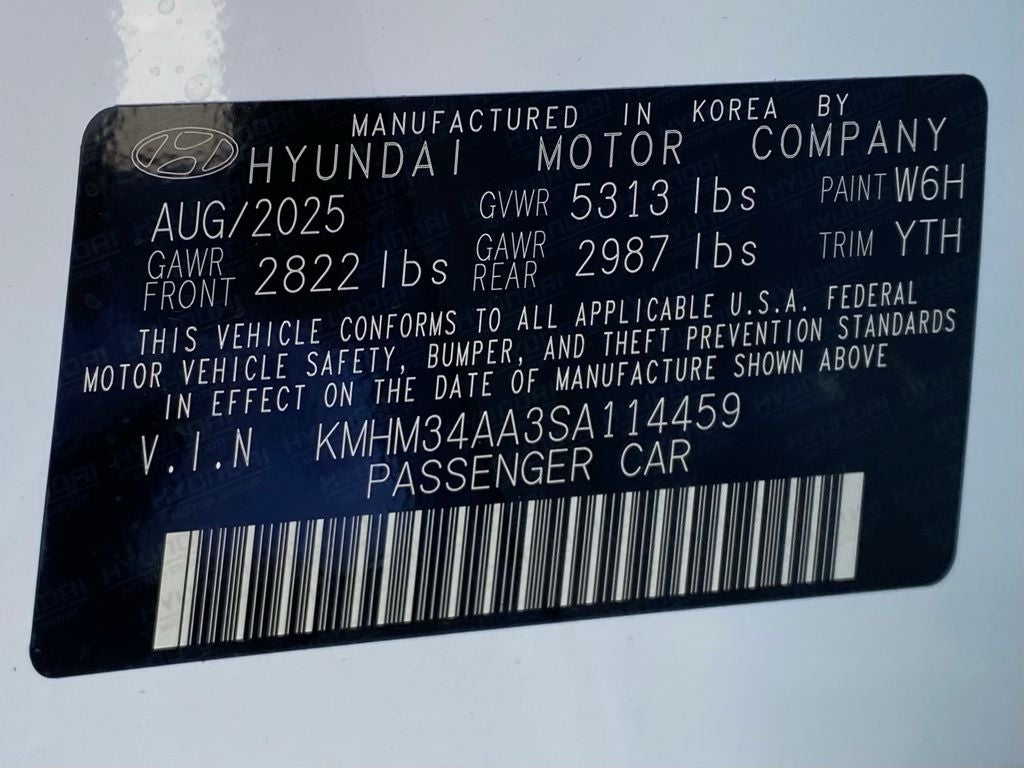 MANUFACTURED IN KOREA BY
HYUNDAI MOTOR COMPANY
AUG/2025 GVWR 5313 lbs PAINT W6H
GAWR FRONT 2822 lbs GAWR REAR 2987 lbs TRIM YTH
THIS VEHICLE CONFORMS TO ALL APPLICABLE U.S.A. FEDERAL
MOTOR VEHICLE SAFETY, BUMPER, AND THEFT PREVENTION STANDARDS
IN EFFECT ON THE DATE OF MANUFACTURE SHOWN ABOVE
V.I.N KMHM34AA3SA114459
PASSENGER CAR